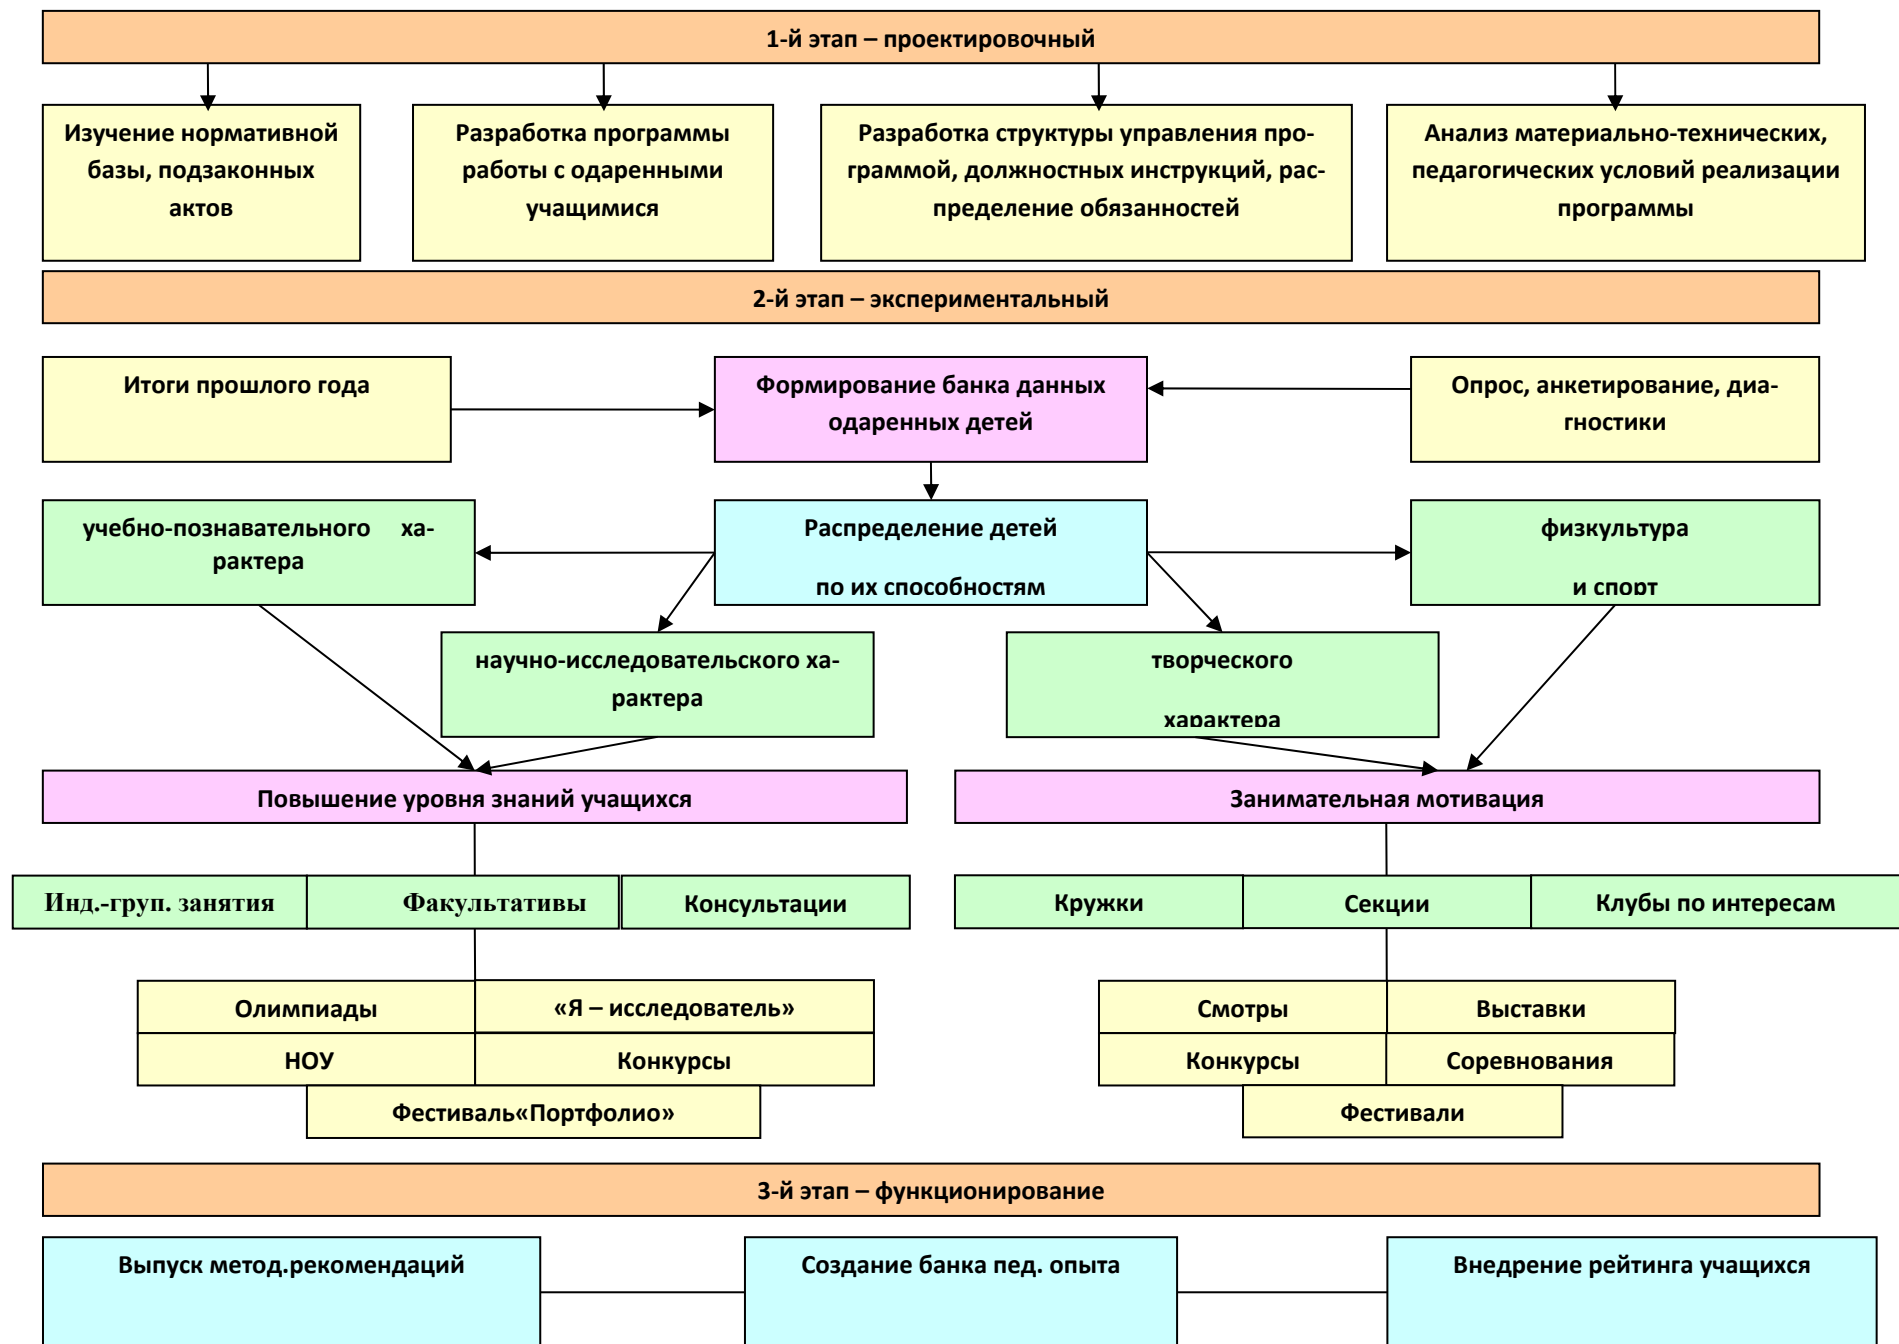 1-й этап – проектировочный
Изучение нормативной
базы, подзаконных
актов
Разработка программы
работы с одаренными
учащимися
Разработка структуры управления про-
граммой, должностных инструкций, рас-
пределение обязанностей
Анализ материально-технических,
педагогических условий реализации
программы
2-й этап – экспериментальный
Итоги прошлого года
Формирование банка данных
одаренных детей
Опрос, анкетирование, диа-
гностики
учебно-познавательного ха-
рактера
Распределение детей
по их способностям
физкультура
и спорт
научно-исследовательского ха-
рактера
творческого
характера
Повышение уровня знаний учащихся
Занимательная мотивация
Инд.-груп. занятия
Факультативы
Консультации
Кружки
Секции
Клубы по интересам
Олимпиады
«Я – исследователь»
НОУ
Конкурсы
Фестиваль«Портфолио»
Смотры
Выставки
Конкурсы
Соревнования
Фестивали
3-й этап – функционирование
Выпуск метод.рекомендаций
Создание банка пед. опыта
Внедрение рейтинга учащихся